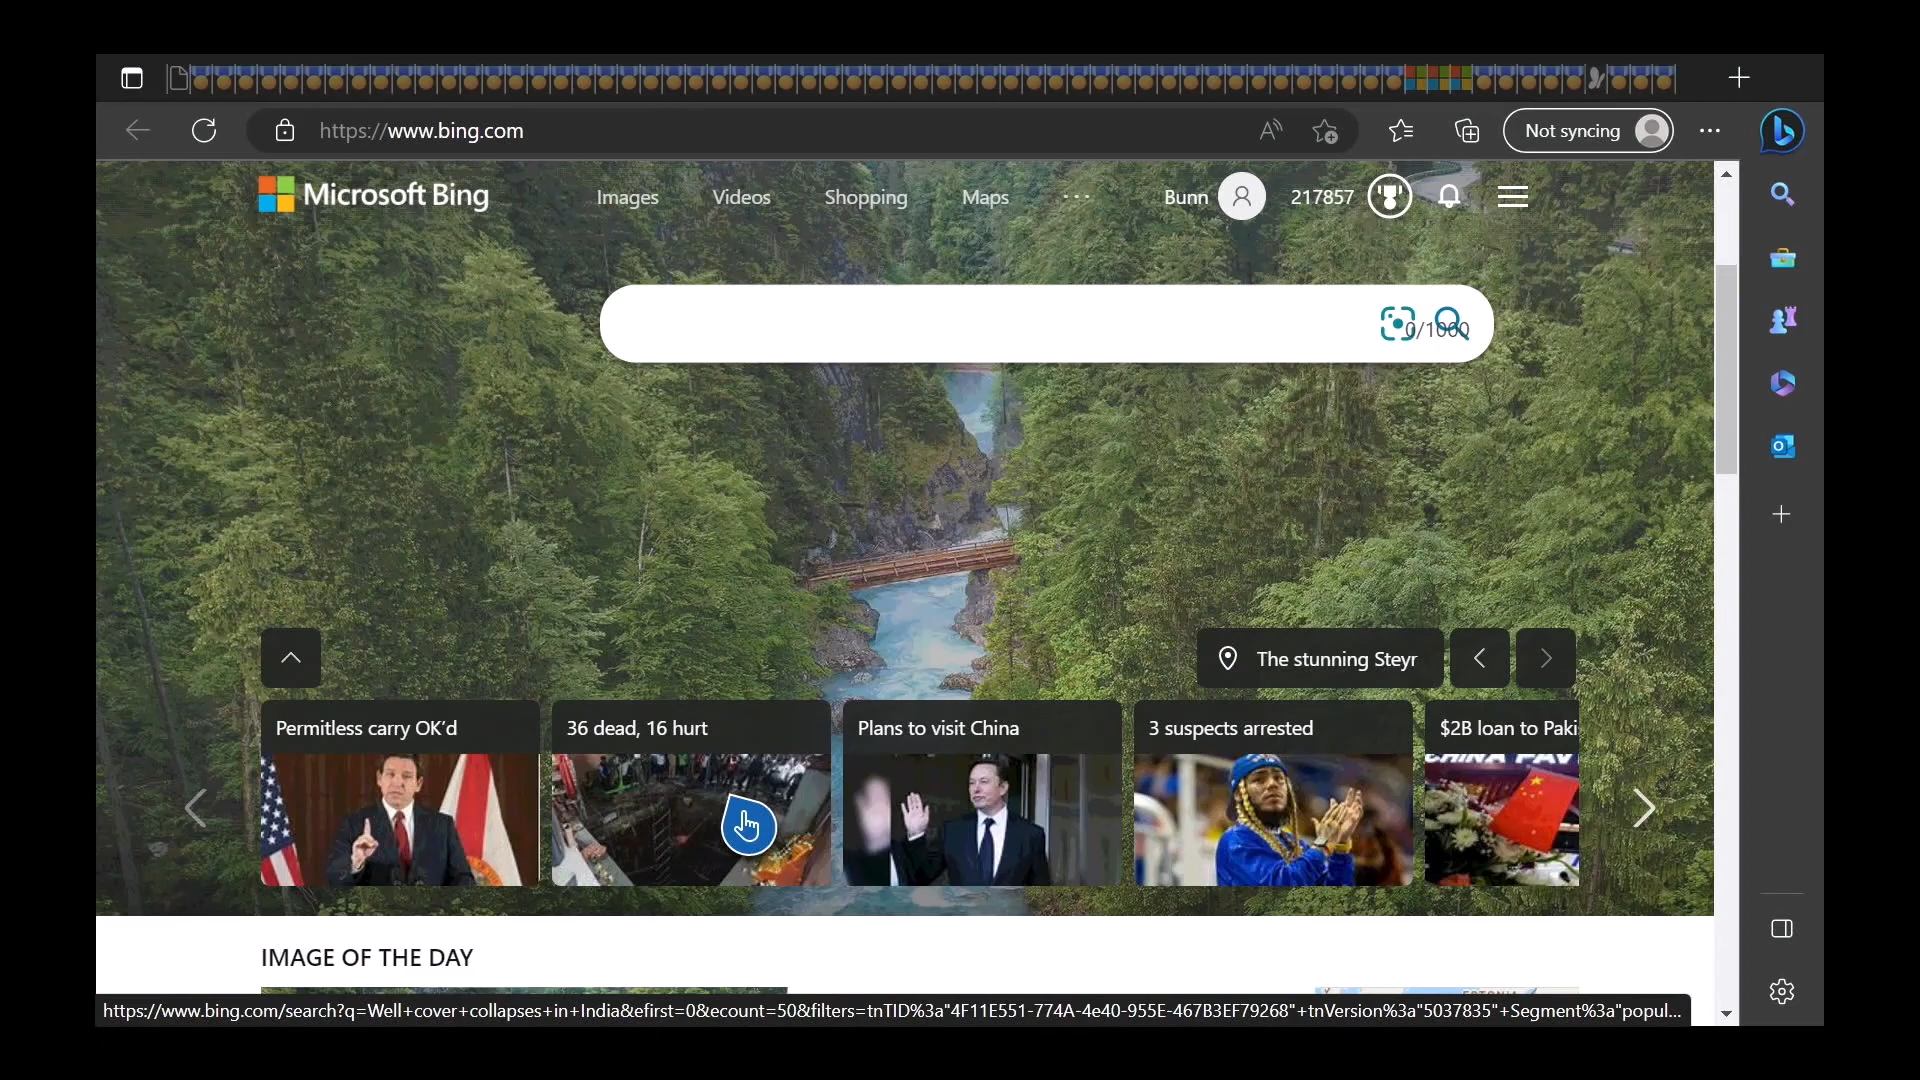 https://www.bing.com
Not syncing
Microsoft Bing
Images
Videos
Shopping
Maps
Bunn
217857
0/1000
The stunning Steyr
Permitless carry OK'd
36 dead, 16 hurt
Plans to visit China
3 suspects arrested
$2B loan to Paki
IMAGE OF THE DAY
https://www.bing.com/search?q=Well+cover+collapses+in+India&efirst=0&ecount=50&filters=tnTID%3a"4F11E551-774A-4e40-955E-467B3EF79268"+tnVersion%3a"5037835"+Segment%3a"popul...